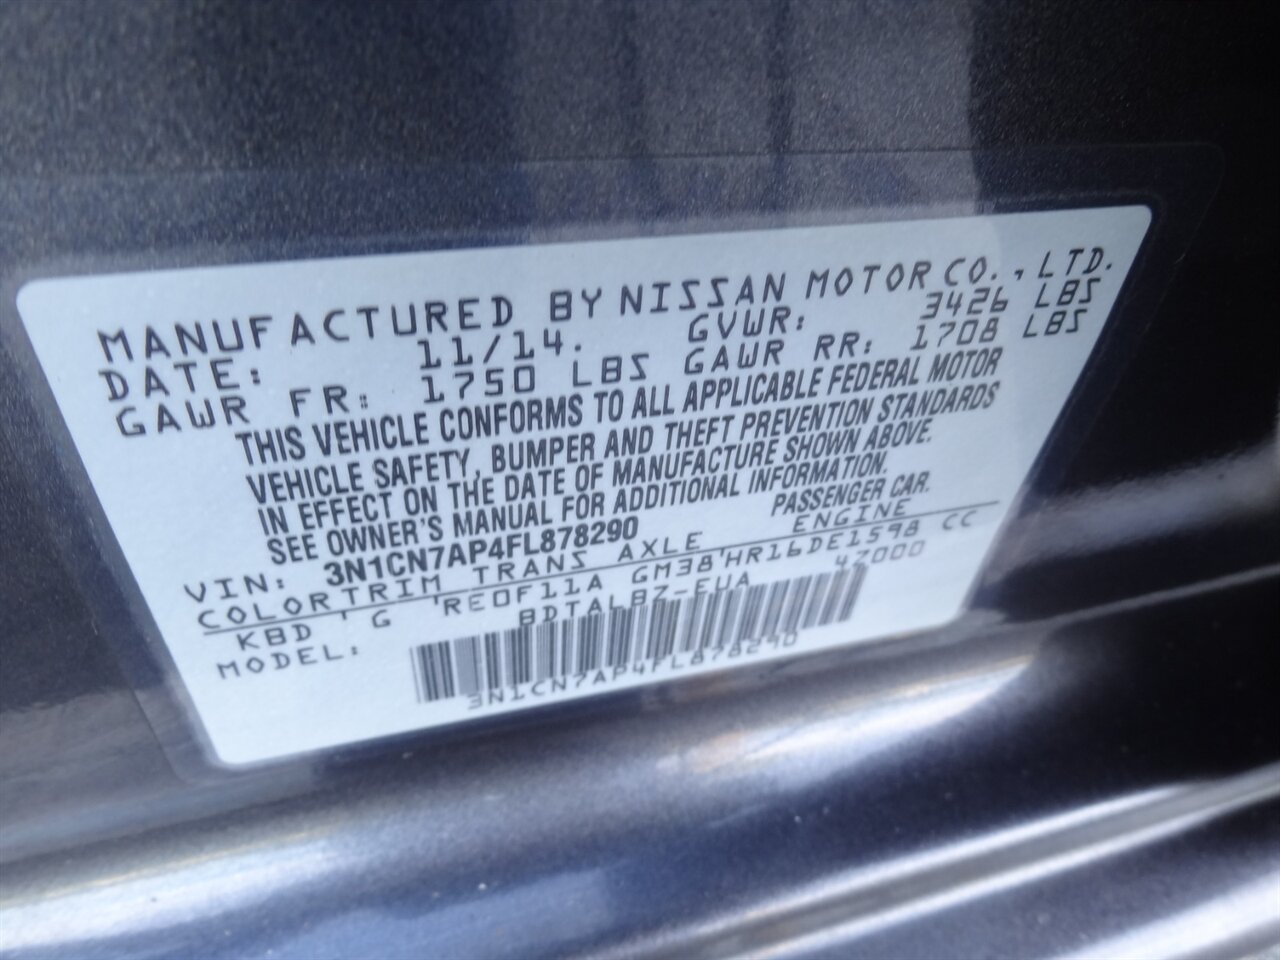 MANUFACTURED BY NISSAN MOTOR CO., LTD.
DATE: 11/14. GVWR: 3426 LBS
GAWR FR: 1750 LBS GAWR RR: 1708 LBS
THIS VEHICLE CONFORMS TO ALL APPLICABLE FEDERAL MOTOR
VEHICLE SAFETY, BUMPER AND THEFT PREVENTION STANDARDS
IN EFFECT ON THE DATE OF MANUFACTURE SHOWN ABOVE.
SEE OWNER'S MANUAL FOR ADDITIONAL INFORMATION.
VIN: 3N1CN7AP4FL878290 PASSENGER CAR.
COLOR TRIM TRANS AXLE ENGINE
KBD ' G 'RE0F11A GM38'HR16DE1598 CC
MODEL: BDTALBZ-EUA 4Z000
3N1CN7AP4FL878290